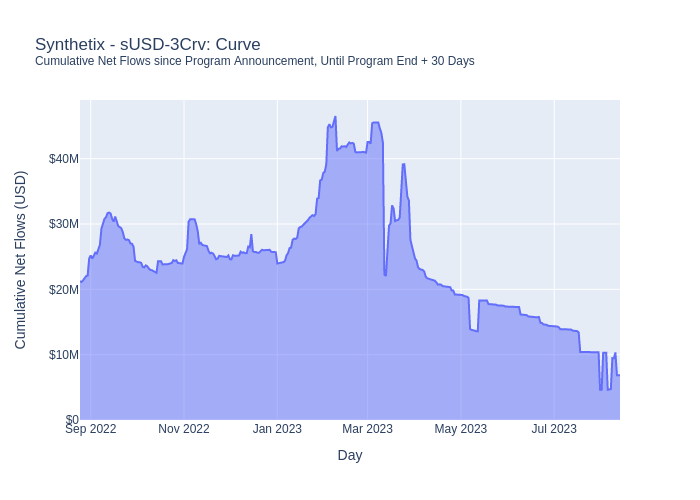 Synthetix - sUSD-3Crv: Curve
Cumulative Net Flows since Program Announcement, Until Program End + 30 Days
Cumulative Net Flows (USD)
$40M
$30M
$20M
$10M
$0
Sep 2022 Nov 2022 Jan 2023 Mar 2023 May 2023 Jul 2023
Day